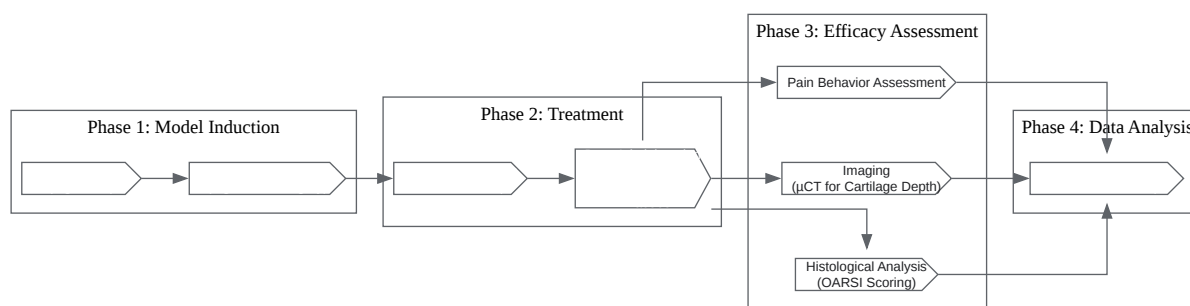 Phase 1: Model Induction
Phase 2: Treatment
Phase 3: Efficacy Assessment
Pain Behavior Assessment
Imaging
(µCT for Cartilage Depth)
Histological Analysis
(OARSI Scoring)
Phase 4: Data Analysis